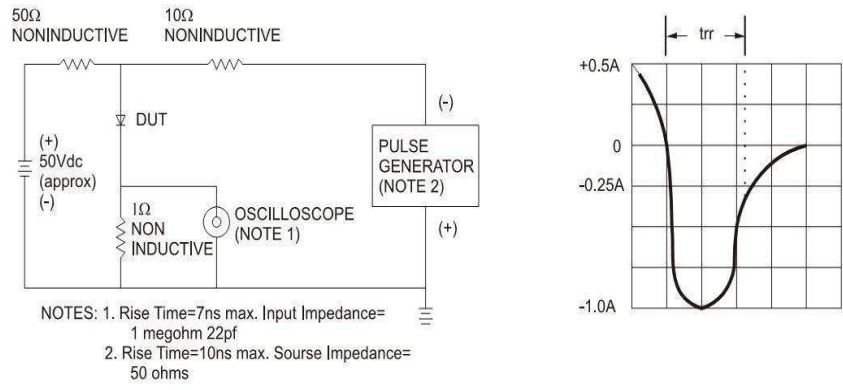 50Ω
NONINDUCTIVE
10Ω
NONINDUCTIVE
DUT
(+)
50Vdc
(approx)
(-)
1Ω
NON
INDUCTIVE
OSCILLOSCOPE
(NOTE 1)
(-)
PULSE
GENERATOR
(NOTE 2)
(+)
NOTES: 1. Rise Time=7ns max. Input Impedance=
1 megohm 22pf
2. Rise Time=10ns max. Sourse Impedance=
50 ohms
trr
+0.5A
0
-0.25A
-1.0A